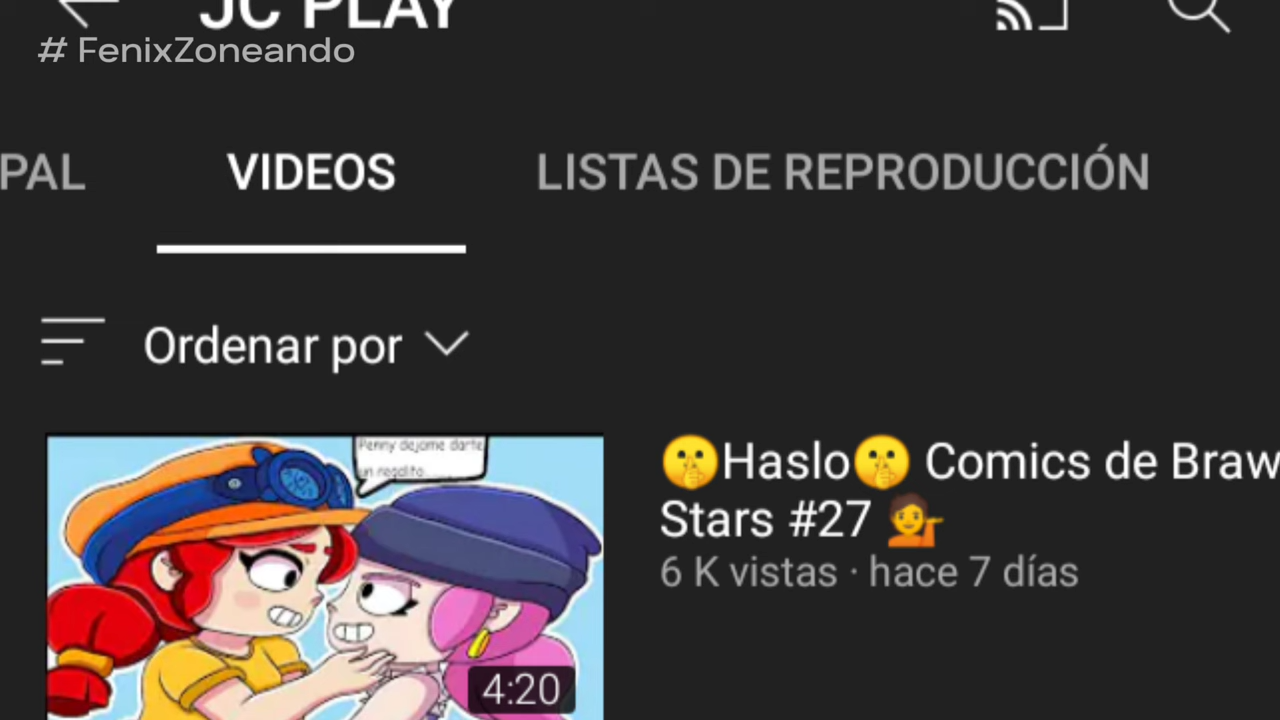 JC PLAY
# FenixZoneando
PAL VIDEOS LISTAS DE REPRODUCCIÓN
Ordenar por
Penny dejame darte
un regalito....
🤫Haslo🤫 Comics de Braw
Stars #27 💁
6 K vistas · hace 7 días
4:20